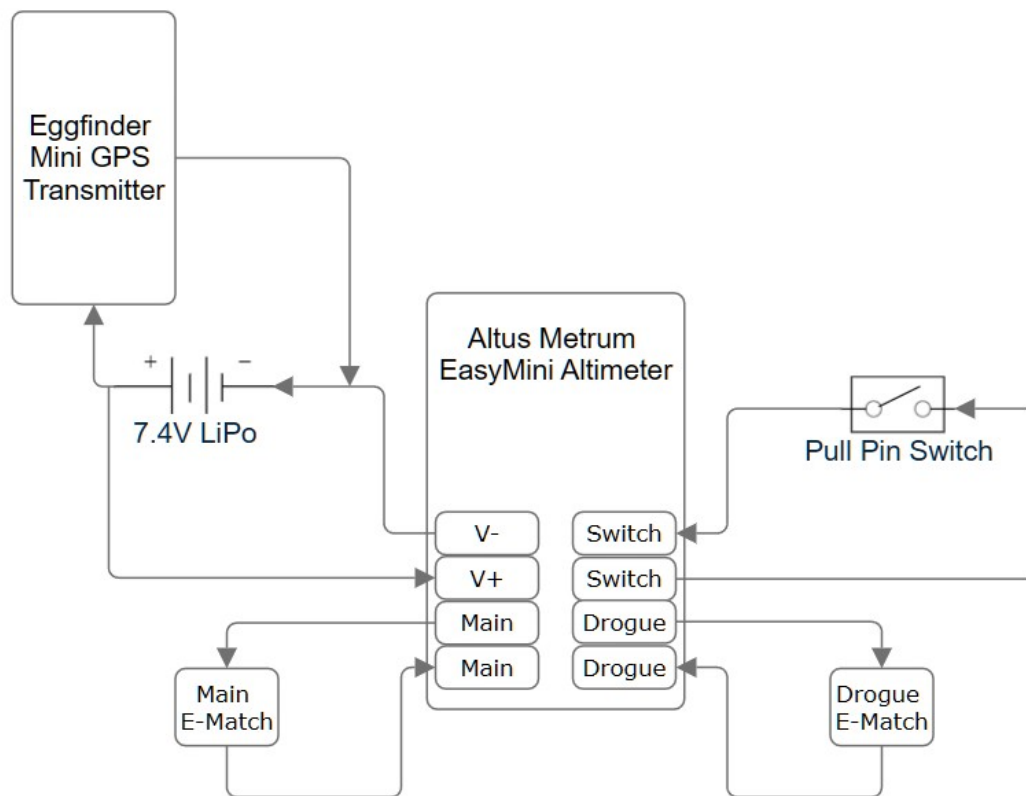 Eggfinder
Mini GPS
Transmitter
+ −
7.4V LiPo
Altus Metrum
EasyMini Altimeter
Pull Pin Switch
V-
Switch
V+
Switch
Main
Drogue
Main
Drogue
Main
E-Match
Drogue
E-Match